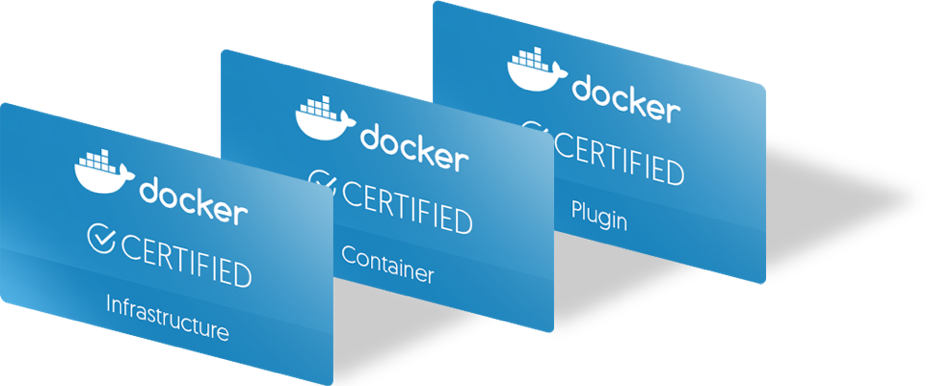 docker
CERTIFIED
Infrastructure
docker
CERTIFIED
Container
docker
CERTIFIED
Plugin